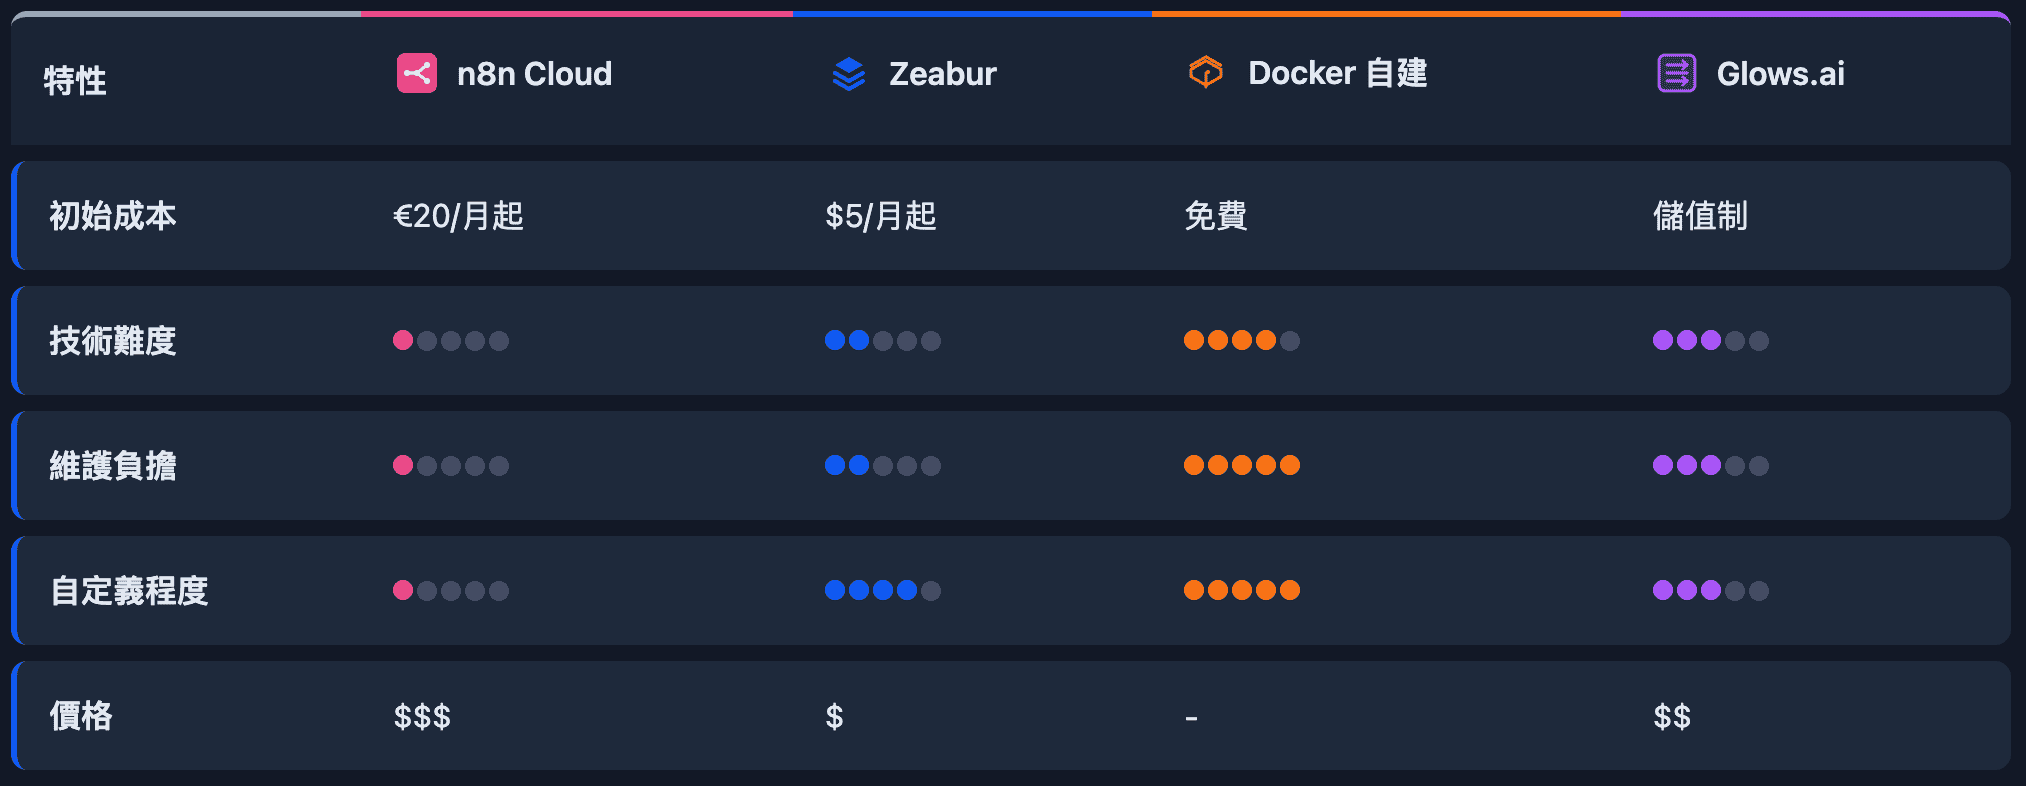 特性 n8n Cloud Zeabur Docker 自建 Glows.ai
初始成本 €20/月起 $5/月起 免費 儲值制
技術難度
維護負擔
自定義程度
價格 $$$ $ - $$